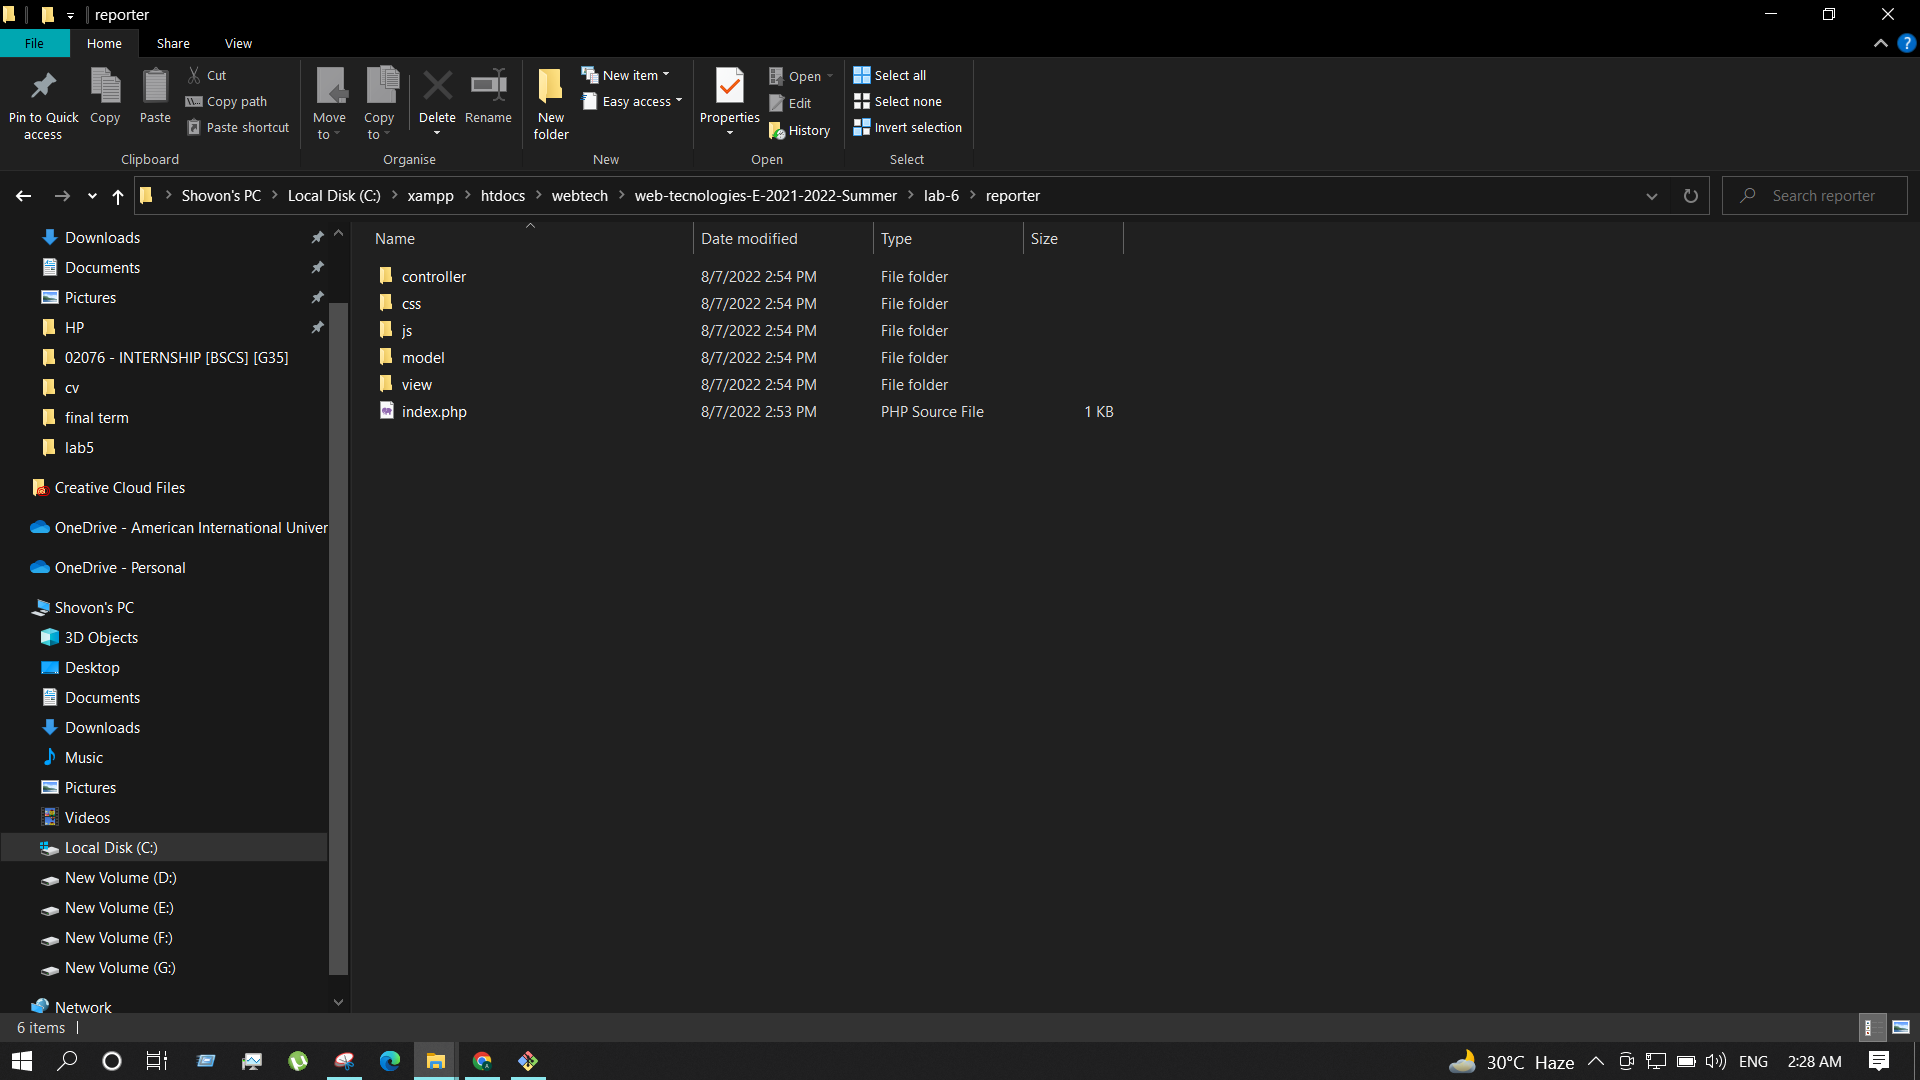 reporter
File Home Share View
Pin to Quick access
Copy
Paste
Cut
Copy path
Paste shortcut
Clipboard
Move to
Copy to
Delete
Rename
Organise
New folder
New item
Easy access
New
Properties
Open
Edit
History
Open
Select all
Select none
Invert selection
Select
Shovon's PC Local Disk (C:) xampp htdocs webtech web-tecnologies-E-2021-2022-Summer lab-6 reporter
Search reporter
Downloads
Documents
Pictures
HP
02076 - INTERNSHIP [BSCS] [G35]
cv
final term
lab5
Creative Cloud Files
OneDrive - American International Univer
OneDrive - Personal
Shovon's PC
3D Objects
Desktop
Documents
Downloads
Music
Pictures
Videos
Local Disk (C:)
New Volume (D:)
New Volume (E:)
New Volume (F:)
New Volume (G:)
Network
Name Date modified Type Size
controller 8/7/2022 2:54 PM File folder
css 8/7/2022 2:54 PM File folder
js 8/7/2022 2:54 PM File folder
model 8/7/2022 2:54 PM File folder
view 8/7/2022 2:54 PM File folder
index.php 8/7/2022 2:53 PM PHP Source File 1 KB
6 items
30°C Haze ENG 2:28 AM